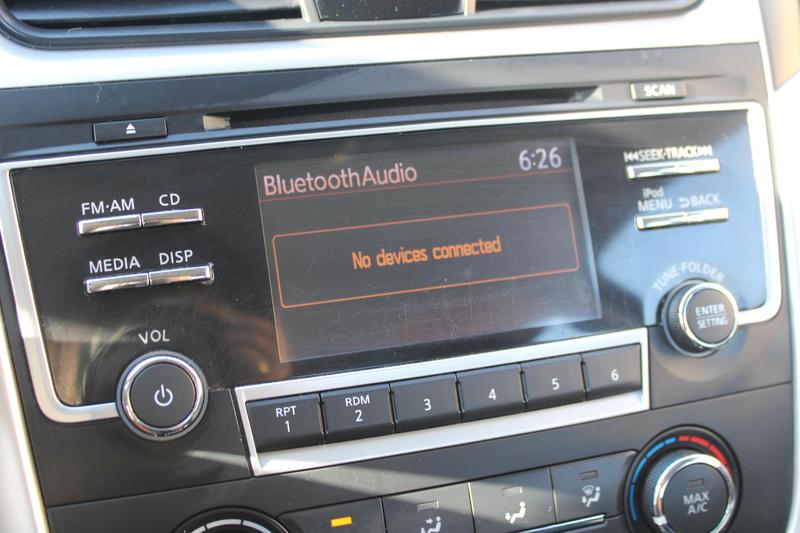 SCAN
BluetoothAudio 6:26
SEEK·TRACK
iPod
MENU BACK
FM·AM CD
MEDIA DISP
No devices connected
TUNE·FOLDER
ENTER
SETTING
VOL
RPT
1
RDM
2
3
4
5
6
MAX
A/C